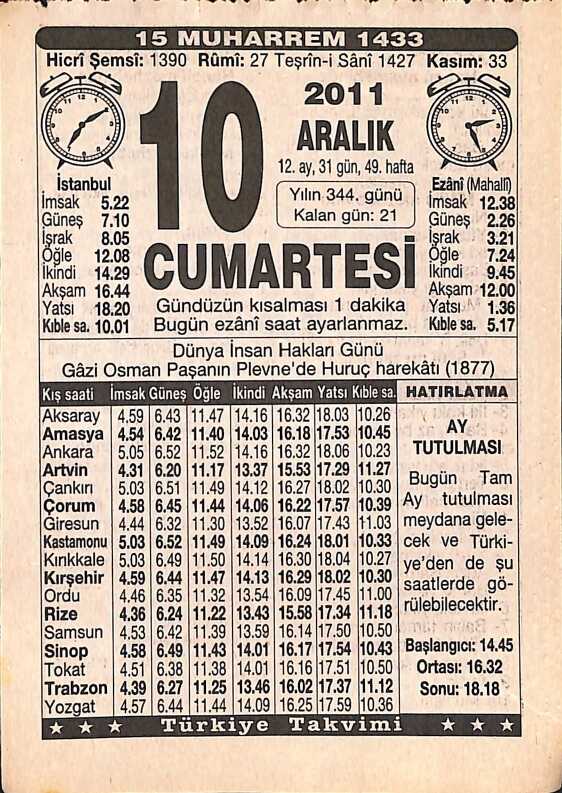 15 MUHARREM 1433
Hicrî Şemsî: 1390 Rûmî: 27 Teşrîn-i Sânî 1427 Kasım: 33
10
2011
ARALIK
12. ay, 31 gün, 49. hafta
Yılın 344. günü
Kalan gün: 21
CUMARTESİ
Gündüzün kısalması 1 dakika
Bugün ezânî saat ayarlanmaz.
İstanbul
İmsak 5.22
Güneş 7.10
İşrak 8.05
Öğle 12.08
İkindi 14.29
Akşam 16.44
Yatsı 18.20
Kıble sa. 10.01
Ezânî (Mahallî)
İmsak 12.38
Güneş 2.26
İşrak 3.21
Öğle 7.24
İkindi 9.45
Akşam 12.00
Yatsı 1.36
Kıble sa. 5.17
Dünya İnsan Hakları Günü
Gâzi Osman Paşanın Plevne'de Huruç harekâtı (1877)
Kış saati İmsak Güneş Öğle İkindi Akşam Yatsı Kıble sa.
Aksaray 4.59 6.43 11.47 14.16 16.32 18.03 10.26
Amasya 4.54 6.42 11.40 14.03 16.18 17.53 10.45
Ankara 5.05 6.52 11.52 14.16 16.32 18.06 10.23
Artvin 4.31 6.20 11.17 13.37 15.53 17.29 11.27
Çankırı 5.03 6.51 11.49 14.12 16.27 18.02 10.30
Çorum 4.58 6.45 11.44 14.06 16.22 17.57 10.39
Giresun 4.44 6.32 11.30 13.52 16.07 17.43 11.03
Kastamonu 5.03 6.52 11.49 14.09 16.24 18.01 10.33
Kırıkkale 5.03 6.49 11.50 14.14 16.30 18.04 10.27
Kırşehir 4.59 6.44 11.47 14.13 16.29 18.02 10.30
Ordu 4.46 6.35 11.32 13.54 16.09 17.45 11.00
Rize 4.36 6.24 11.22 13.43 15.58 17.34 11.18
Samsun 4.53 6.42 11.39 13.59 16.14 17.50 10.50
Sinop 4.58 6.49 11.43 14.01 16.17 17.54 10.43
Tokat 4.51 6.38 11.38 14.01 16.16 17.51 10.50
Trabzon 4.39 6.27 11.25 13.46 16.02 17.37 11.12
Yozgat 4.57 6.44 11.44 14.09 16.25 17.59 10.36
HATIRLATMA
AY
TUTULMASI
Bugün Tam
Ay tutulması
meydana gele-
cek ve Türki-
ye'den de şu
saatlerde gö-
rülebilecektir.
Başlangıcı: 14.45
Ortası: 16.32
Sonu: 18.18
Türkiye Takvimi